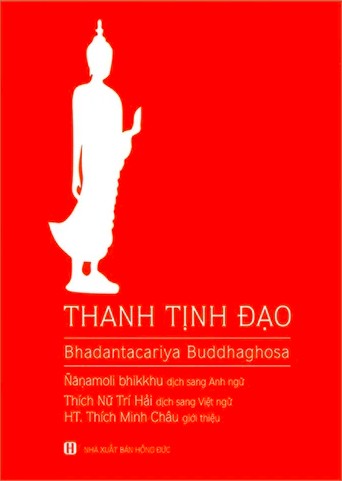 THANH TỊNH ĐẠO
Bhadantacariya Buddhaghosa
Ñāṇamoli bhikkhu dịch sang Anh ngữ
Thích Nữ Trí Hải dịch sang Việt ngữ
HT. Thích Minh Châu giới thiệu
H NHÀ XUẤT BẢN HỒNG ĐỨC